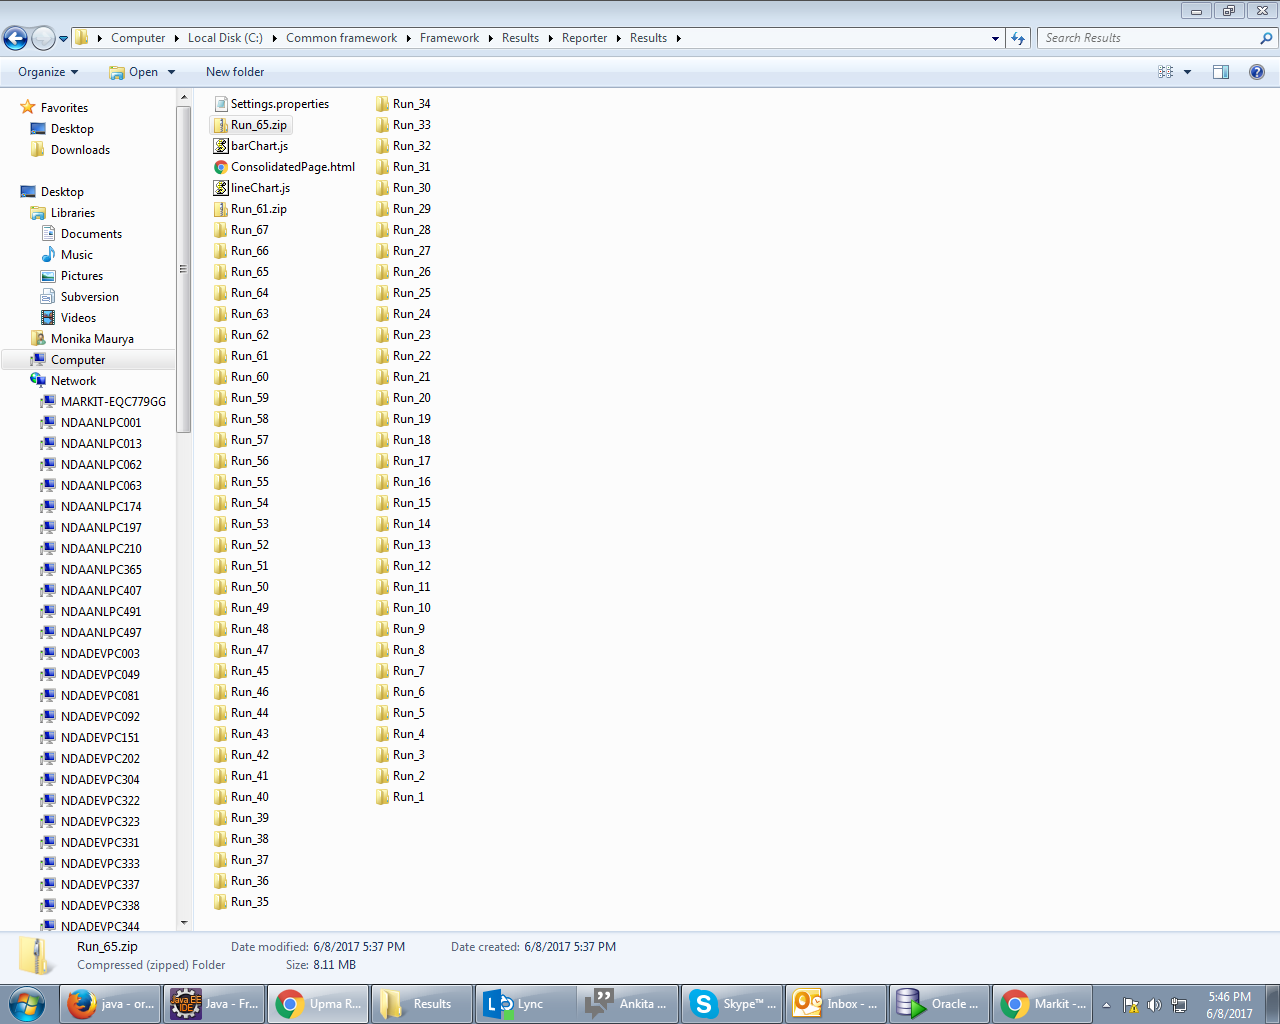 Computer Local Disk (C:) Common framework Framework Results Reporter Results Search Results
Organize Open New folder
Favorites
Desktop
Downloads
Desktop
Libraries
Documents
Music
Pictures
Subversion
Videos
Monika Maurya
Computer
Network
MARKIT-EQC779GG
NDAANLPC001
NDAANLPC013
NDAANLPC062
NDAANLPC063
NDAANLPC174
NDAANLPC197
NDAANLPC210
NDAANLPC365
NDAANLPC407
NDAANLPC491
NDAANLPC497
NDADEVPC003
NDADEVPC049
NDADEVPC081
NDADEVPC092
NDADEVPC151
NDADEVPC202
NDADEVPC304
NDADEVPC322
NDADEVPC323
NDADEVPC331
NDADEVPC333
NDADEVPC337
NDADEVPC338
NDADEVPC344
Settings.properties
Run_65.zip
barChart.js
ConsolidatedPage.html
lineChart.js
Run_61.zip
Run_67
Run_66
Run_65
Run_64
Run_63
Run_62
Run_61
Run_60
Run_59
Run_58
Run_57
Run_56
Run_55
Run_54
Run_53
Run_52
Run_51
Run_50
Run_49
Run_48
Run_47
Run_45
Run_46
Run_44
Run_43
Run_42
Run_41
Run_40
Run_39
Run_38
Run_37
Run_36
Run_35
Run_34
Run_33
Run_32
Run_31
Run_30
Run_29
Run_28
Run_27
Run_26
Run_25
Run_24
Run_23
Run_22
Run_21
Run_20
Run_19
Run_18
Run_17
Run_16
Run_15
Run_14
Run_13
Run_12
Run_11
Run_10
Run_9
Run_8
Run_7
Run_6
Run_5
Run_4
Run_3
Run_2
Run_1
Run_65.zip Date modified: 6/8/2017 5:37 PM Date created: 6/8/2017 5:37 PM
Compressed (zipped) Folder Size: 8.11 MB
java - or... Java - Fr... Upma R... Results Lync Ankita ... Skype™ ... Inbox - ... Oracle ... Markit -... 5:46 PM
6/8/2017